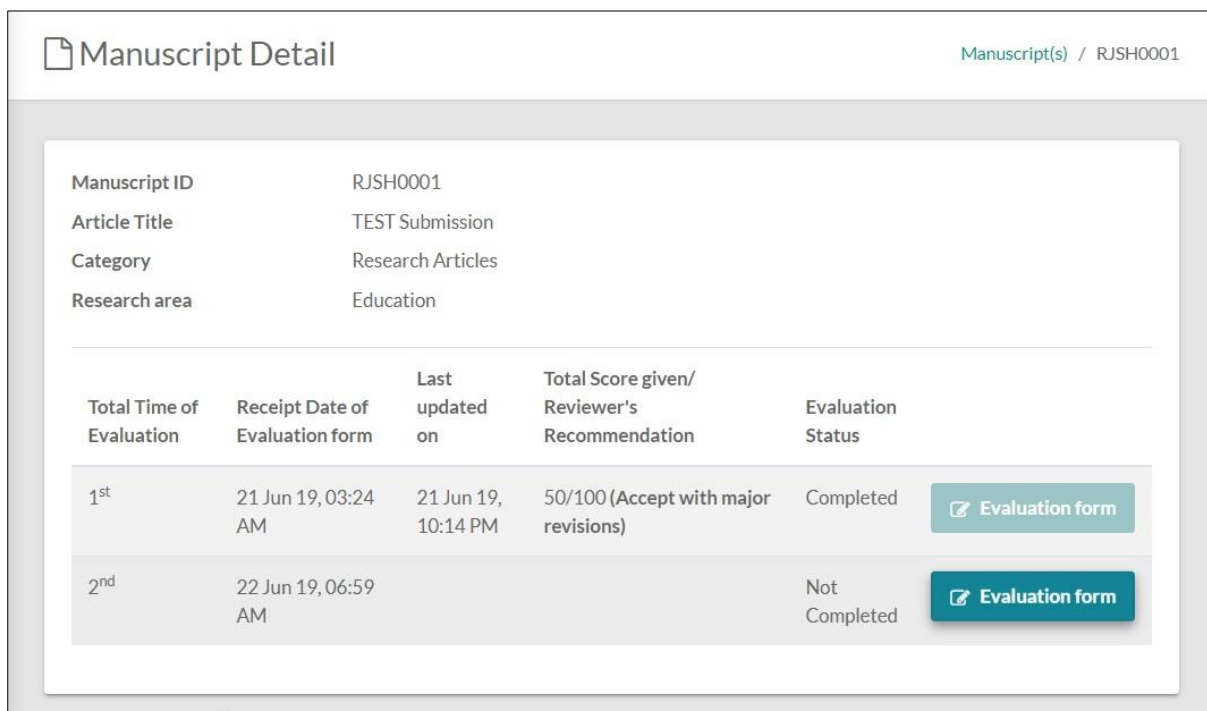 Manuscript Detail
Manuscript(s) / RJSH0001
Manuscript ID RJSH0001
Article Title TEST Submission
Category Research Articles
Research area Education
Total Time of Evaluation
Receipt Date of Evaluation form
Last updated on
Total Score given/ Reviewer's Recommendation
Evaluation Status
1st
21 Jun 19, 03:24 AM
21 Jun 19, 10:14 PM
50/100 (Accept with major revisions)
Completed
Evaluation form
2nd
22 Jun 19, 06:59 AM
Not Completed
Evaluation form